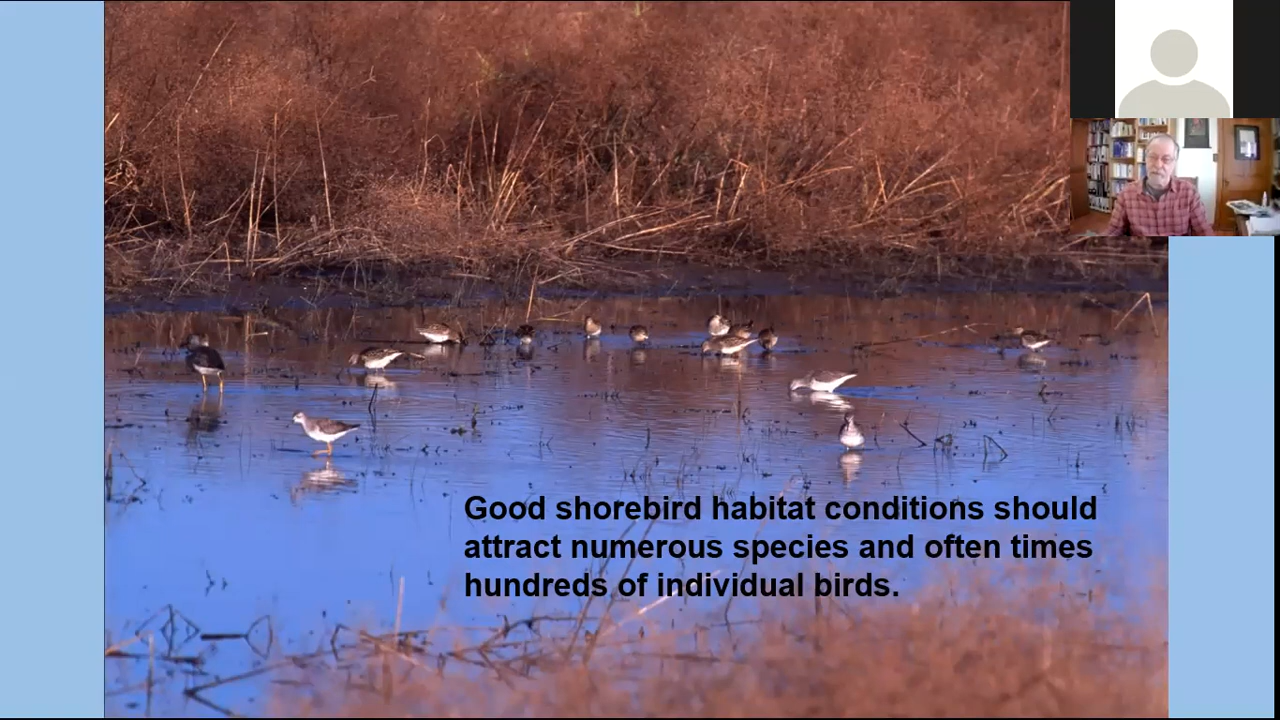 Good shorebird habitat conditions should
attract numerous species and often times
hundreds of individual birds.